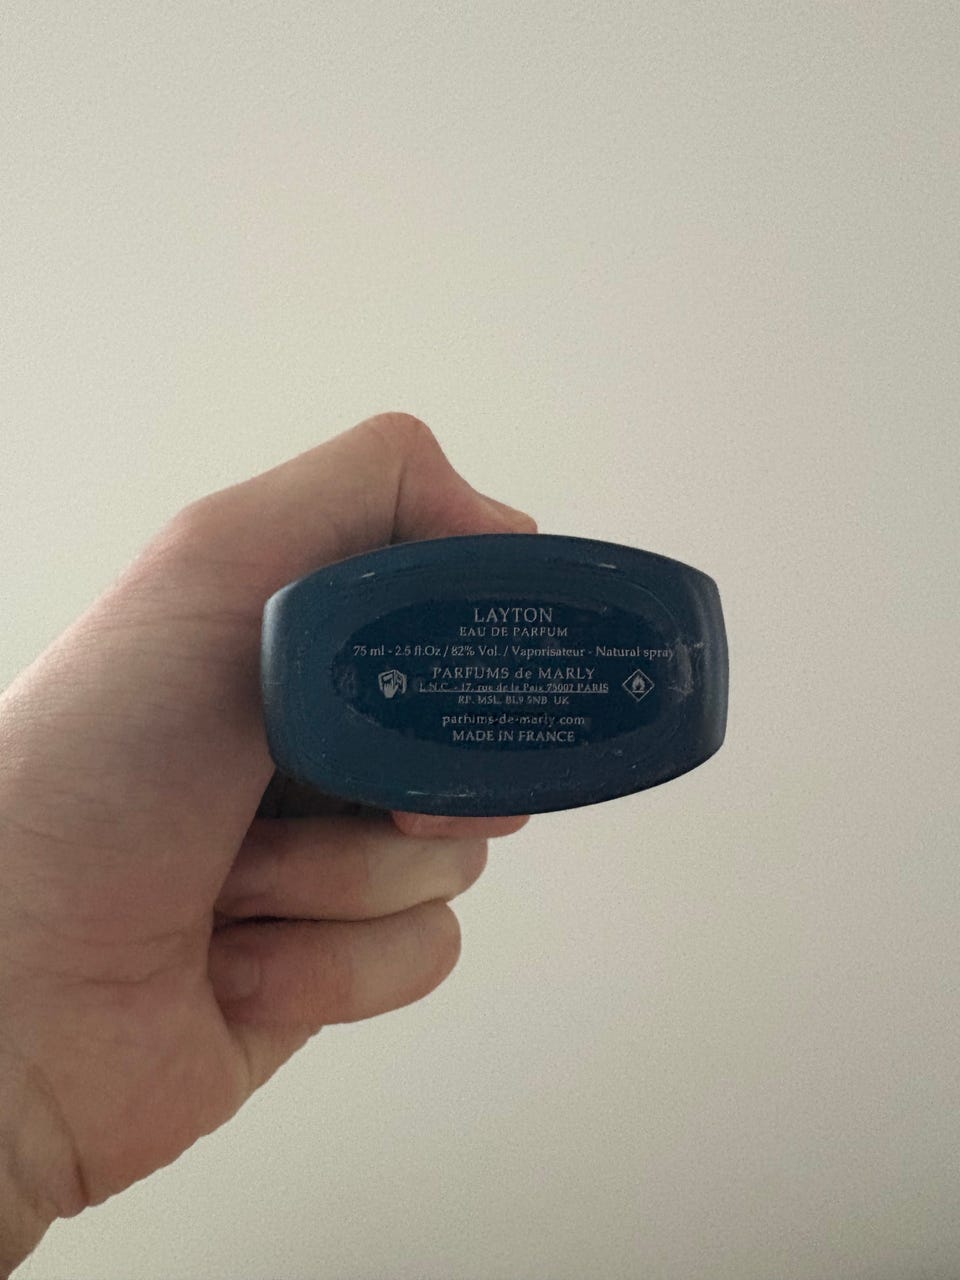 LAYTON
EAU DE PARFUM
75 ml - 2.5 fl.Oz / 82% Vol. / Vaporisateur - Natural spray
PARFUMS de MARLY
L.N.C. - 17, rue de la Paix 75002 PARIS
RP. MSL, BL9 5NB UK
parfums-de-marly.com
MADE IN FRANCE